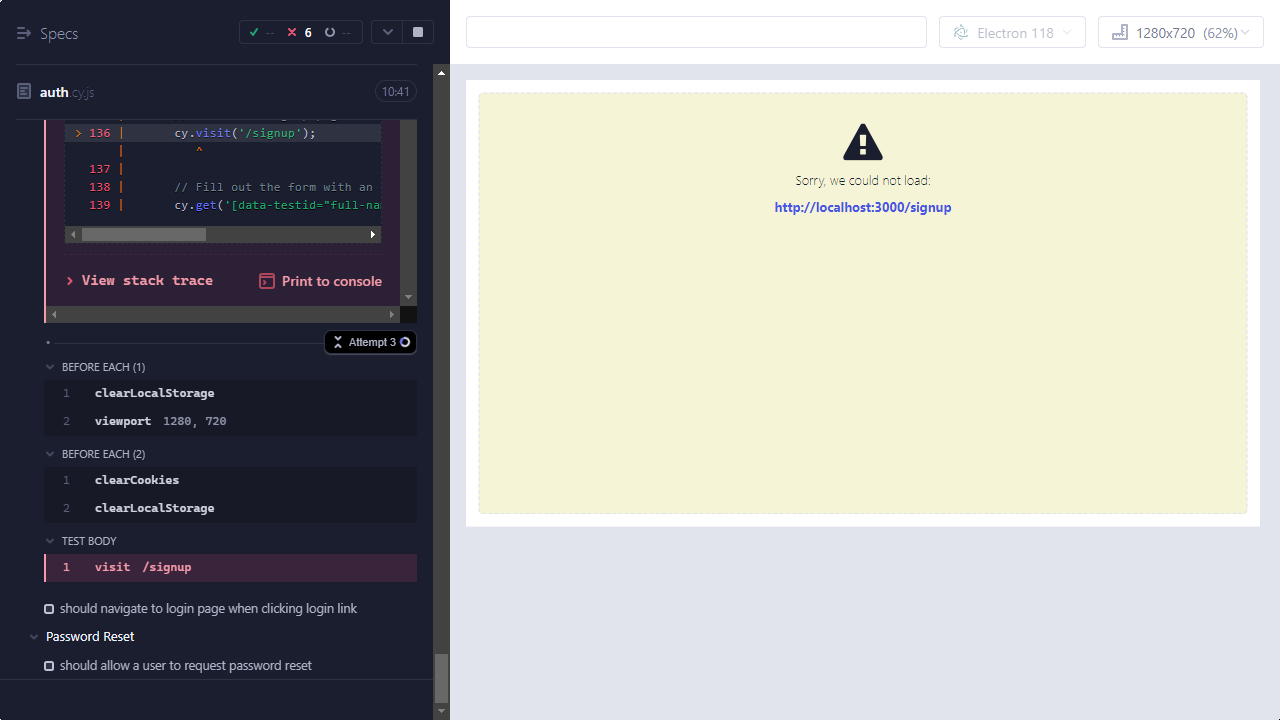 Specs
-- 6 --
auth.cy.js 10:41
> 136 | cy.visit('/signup');
| ^
137 |
138 | // Fill out the form with an
139 | cy.get('[data-testid="full-na
View stack trace
Print to console
Attempt 3
BEFORE EACH (1)
1 clearLocalStorage
2 viewport 1280, 720
BEFORE EACH (2)
1 clearCookies
2 clearLocalStorage
TEST BODY
1 visit /signup
should navigate to login page when clicking login link
Password Reset
should allow a user to request password reset
Electron 118
1280x720 (62%)
Sorry, we could not load:
http://localhost:3000/signup